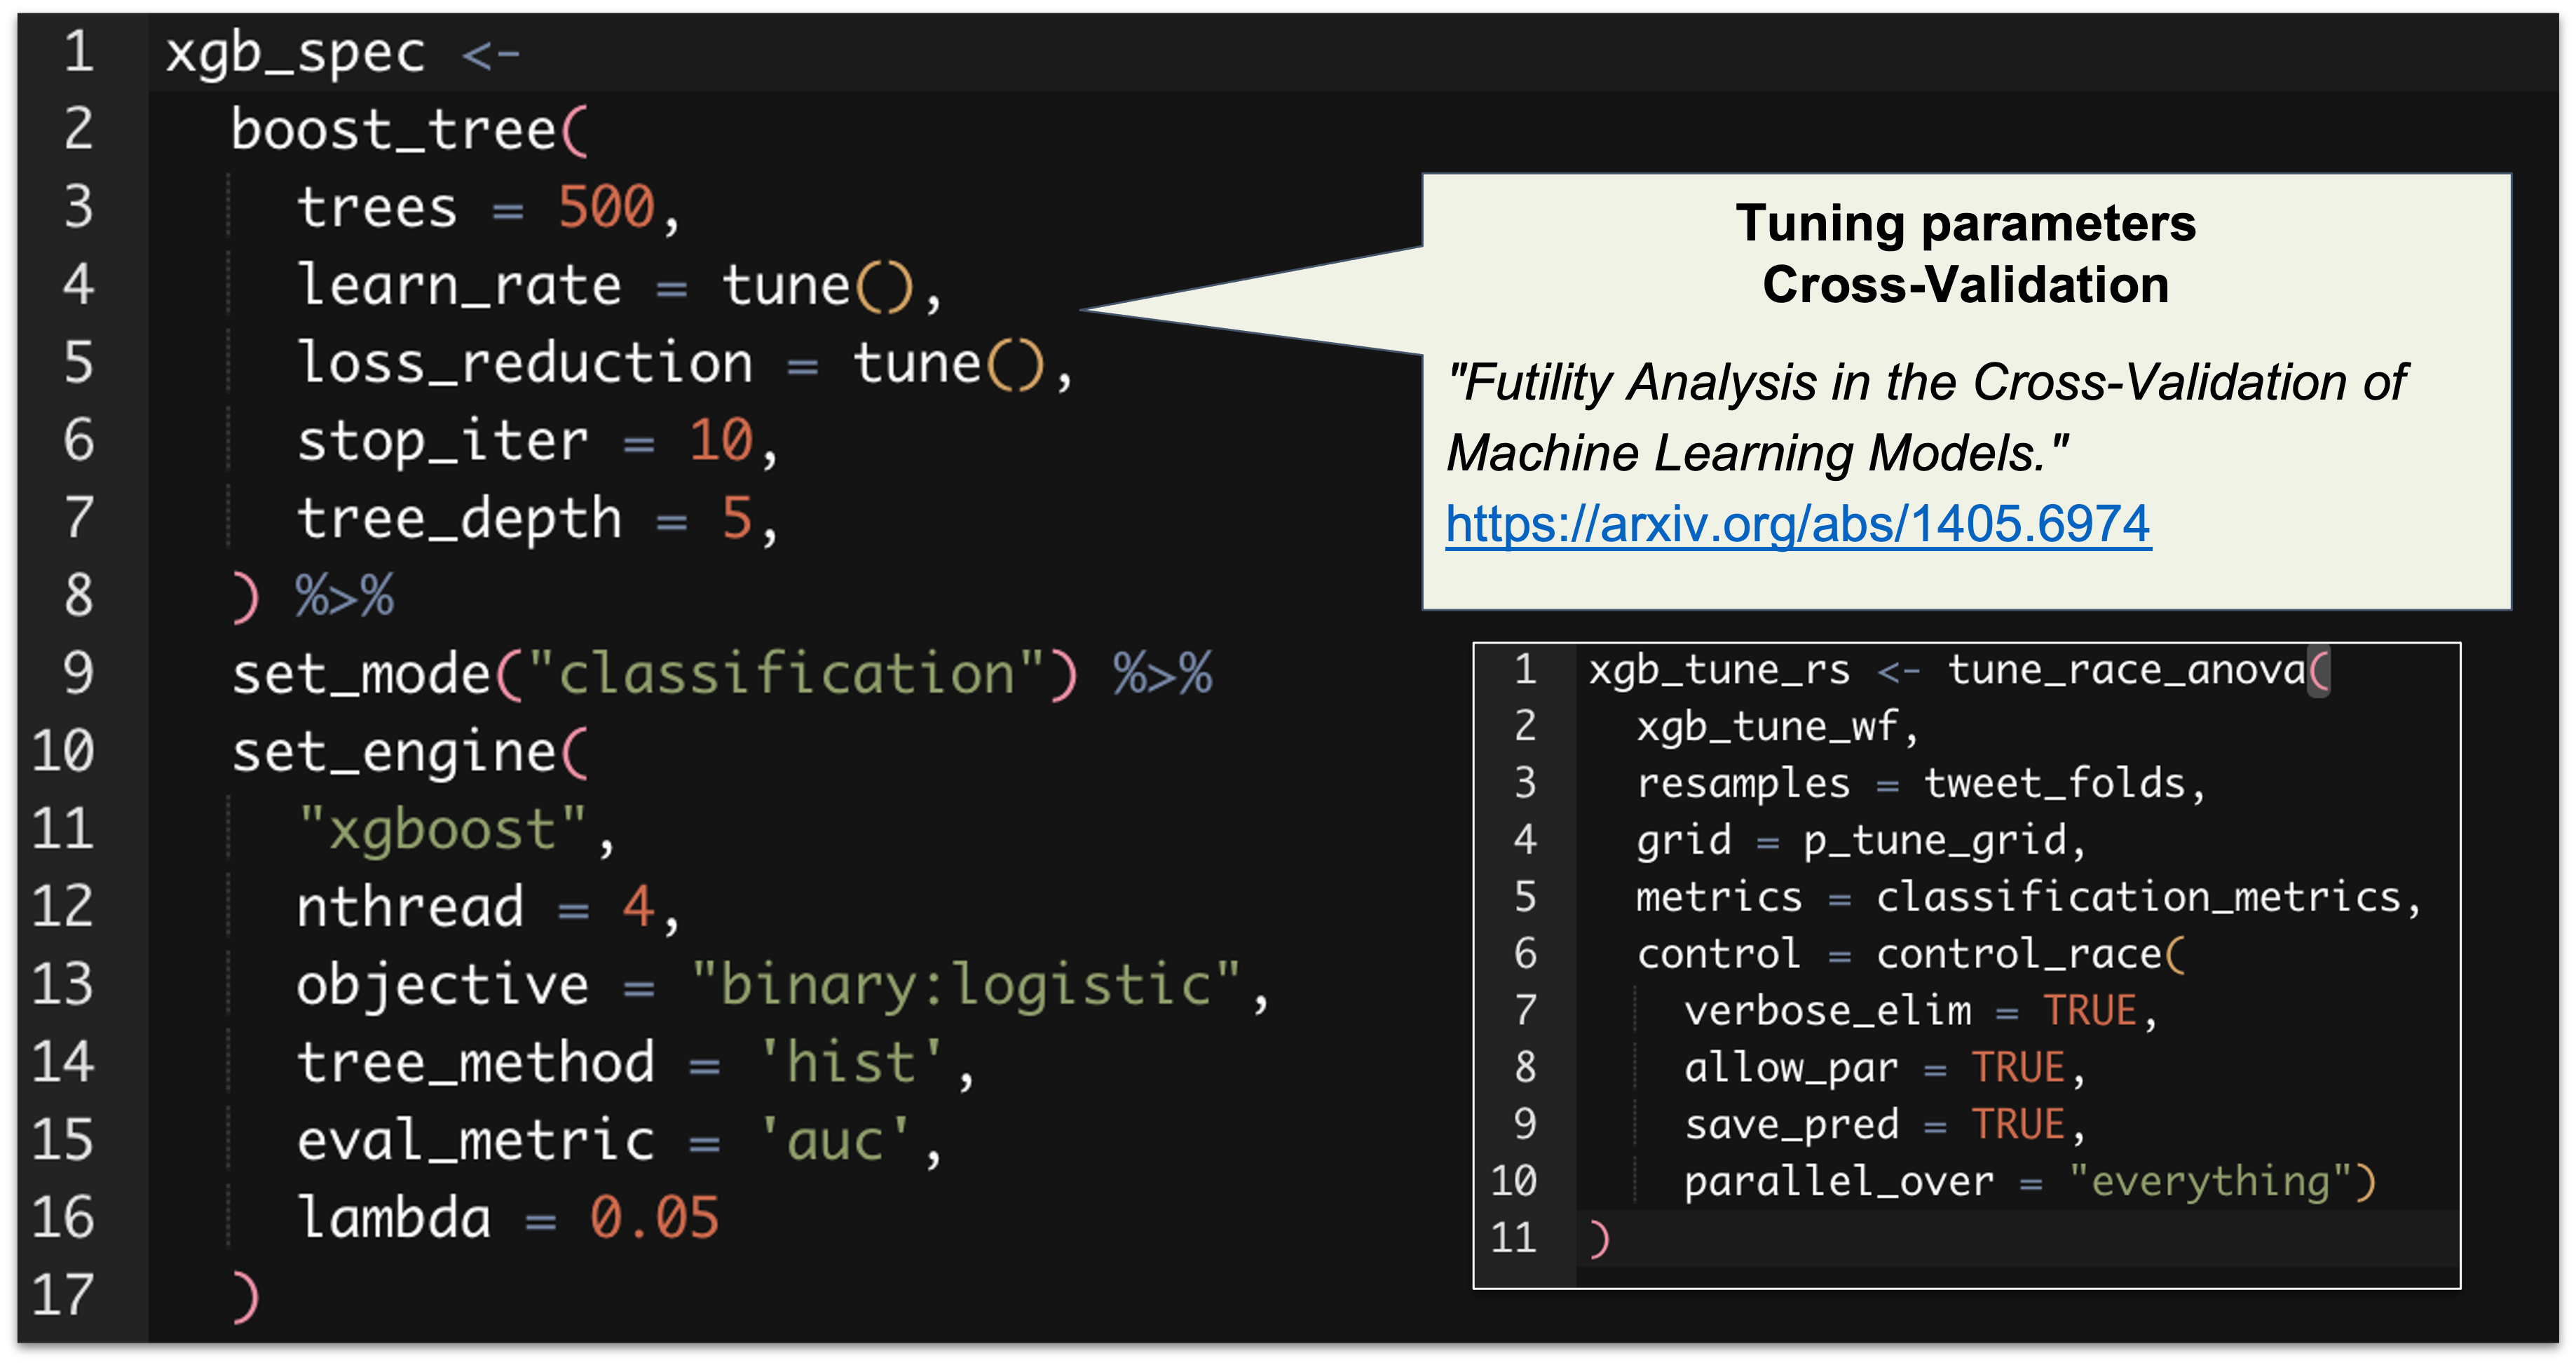 1 xgb_spec <-
2 boost_tree(
3 trees = 500,
4 learn_rate = tune(),
5 loss_reduction = tune(),
6 stop_iter = 10,
7 tree_depth = 5,
8 ) %>%
9 set_mode("classification") %>%
10 set_engine(
11 "xgboost",
12 nthread = 4,
13 objective = "binary:logistic",
14 tree_method = 'hist',
15 eval_metric = 'auc',
16 lambda = 0.05
17 )
Tuning parameters
Cross-Validation
"Futility Analysis in the Cross-Validation of
Machine Learning Models."
https://arxiv.org/abs/1405.6974
1 xgb_tune_rs <- tune_race_anova(
2 xgb_tune_wf,
3 resamples = tweet_folds,
4 grid = p_tune_grid,
5 metrics = classification_metrics,
6 control = control_race(
7 verbose_elim = TRUE,
8 allow_par = TRUE,
9 save_pred = TRUE,
10 parallel_over = "everything")
11 )